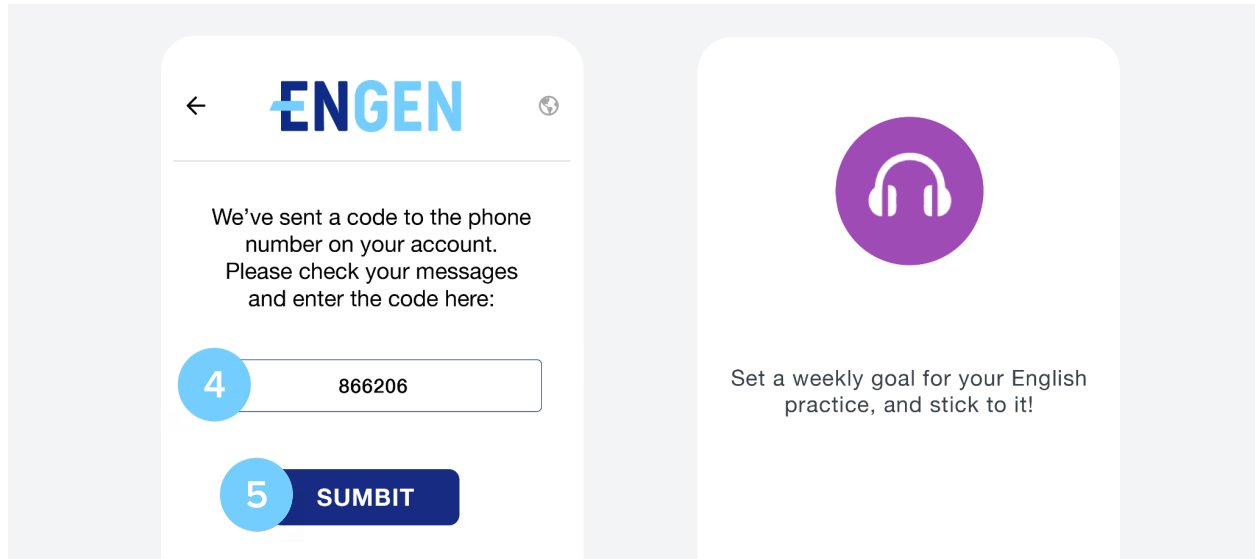 ENGEN
We’ve sent a code to the phone
number on your account.
Please check your messages
and enter the code here:
4
866206
5
SUMBIT
Set a weekly goal for your English
practice, and stick to it!